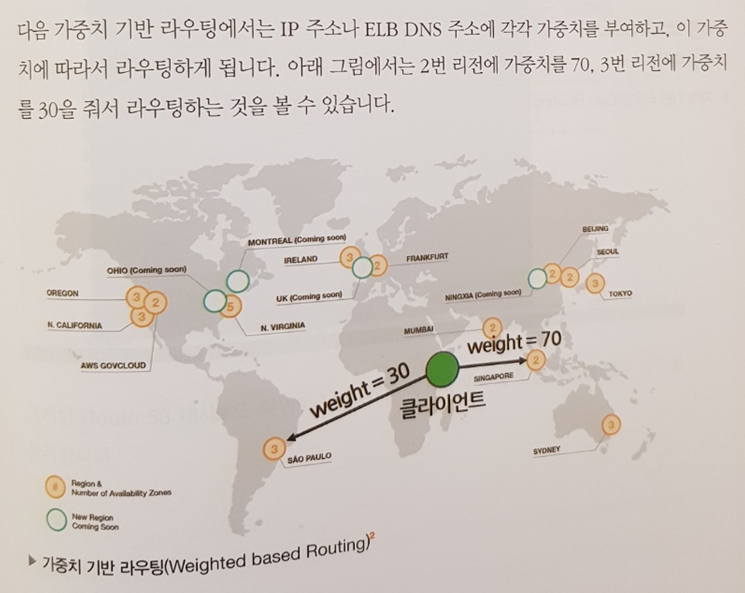 다음 가중치 기반 라우팅에서는 IP 주소나 ELB DNS 주소에 각각 가중치를 부여하고, 이 가중
치에 따라서 라우팅하게 됩니다. 아래 그림에서는 2번 리전에 가중치를 70, 3번 리전에 가중치
를 30을 줘서 라우팅하는 것을 볼 수 있습니다.
MONTREAL (Coming soon)
BEIJING
OHIO (Coming soon)
IRELAND
3
2
FRANKFURT
2
2
SEOUL
OREGON
3
2
5
UK (Coming soon)
NINGXIA (Coming soon)
3
TOKYO
N. CALIFORNIA
3
N. VIRGINIA
MUMBAI
2
AWS GOVCLOUD
weight = 70
2
SINGAPORE
weight = 30
클라이언트
3
SÃO PAULO
3
SYDNEY
#
Region &
Number of Availability Zones
New Region
Coming Soon
▶ 가중치 기반 라우팅(Weighted based Routing)2